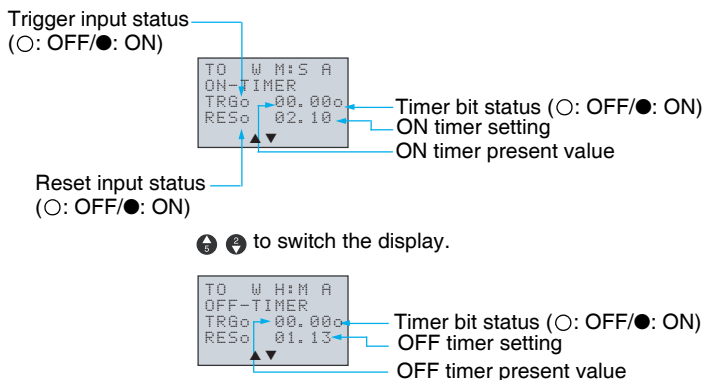 Trigger input status
(○: OFF/●: ON)
TO W M:S A
ON-TIMER
TRGo 00.00o
RESo 02.10
▲ ▼
Timer bit status (○: OFF/●: ON)
ON timer setting
ON timer present value
Reset input status
(○: OFF/●: ON)
5 2 to switch the display.
TO W H:M A
OFF-TIMER
TRGo 00.00o
RESo 01.13
▲ ▼
Timer bit status (○: OFF/●: ON)
OFF timer setting
OFF timer present value